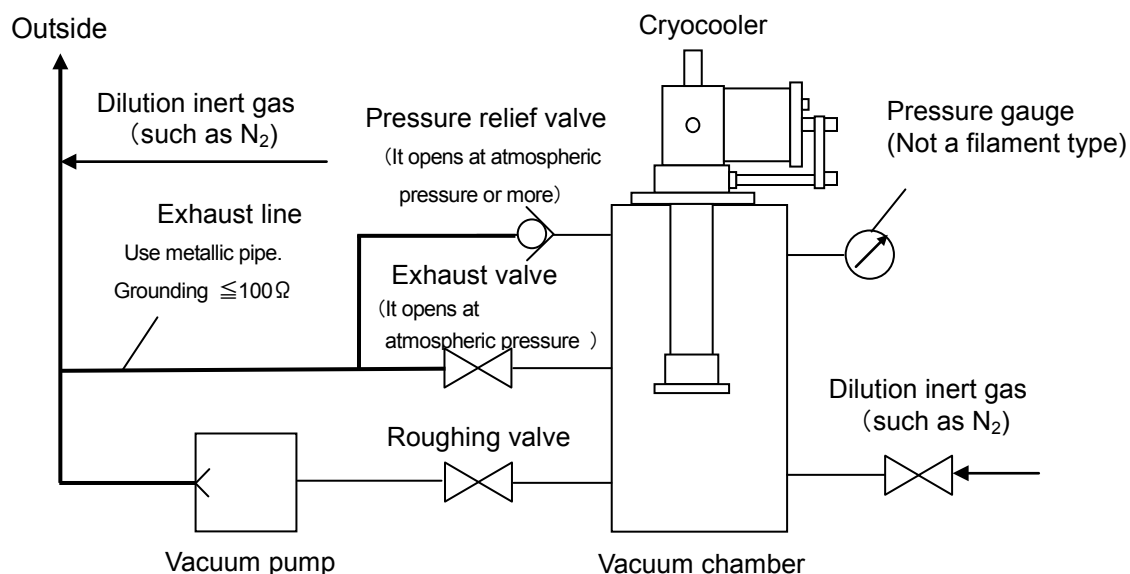 Outside
Cryocooler
Dilution inert gas
(such as N₂)
Pressure relief valve
(It opens at atmospheric
pressure or more)
Pressure gauge
(Not a filament type)
Exhaust line
Use metallic pipe.
Grounding ≦100Ω
Exhaust valve
(It opens at
atmospheric pressure )
Dilution inert gas
(such as N₂)
Roughing valve
Vacuum pump
Vacuum chamber